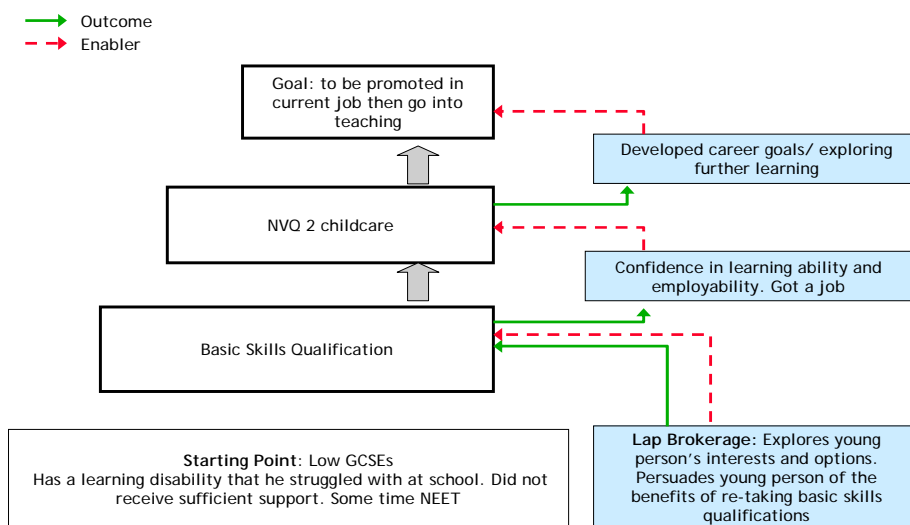 Outcome
Enabler
Goal: to be promoted in
current job then go into
teaching
Developed career goals/ exploring
further learning
NVQ 2 childcare
Confidence in learning ability and
employability. Got a job
Basic Skills Qualification
Starting Point: Low GCSEs
Has a learning disability that he struggled with at school. Did not
receive sufficient support. Some time NEET
Lap Brokerage: Explores young
person's interests and options.
Persuades young person of the
benefits of re-taking basic skills
qualifications